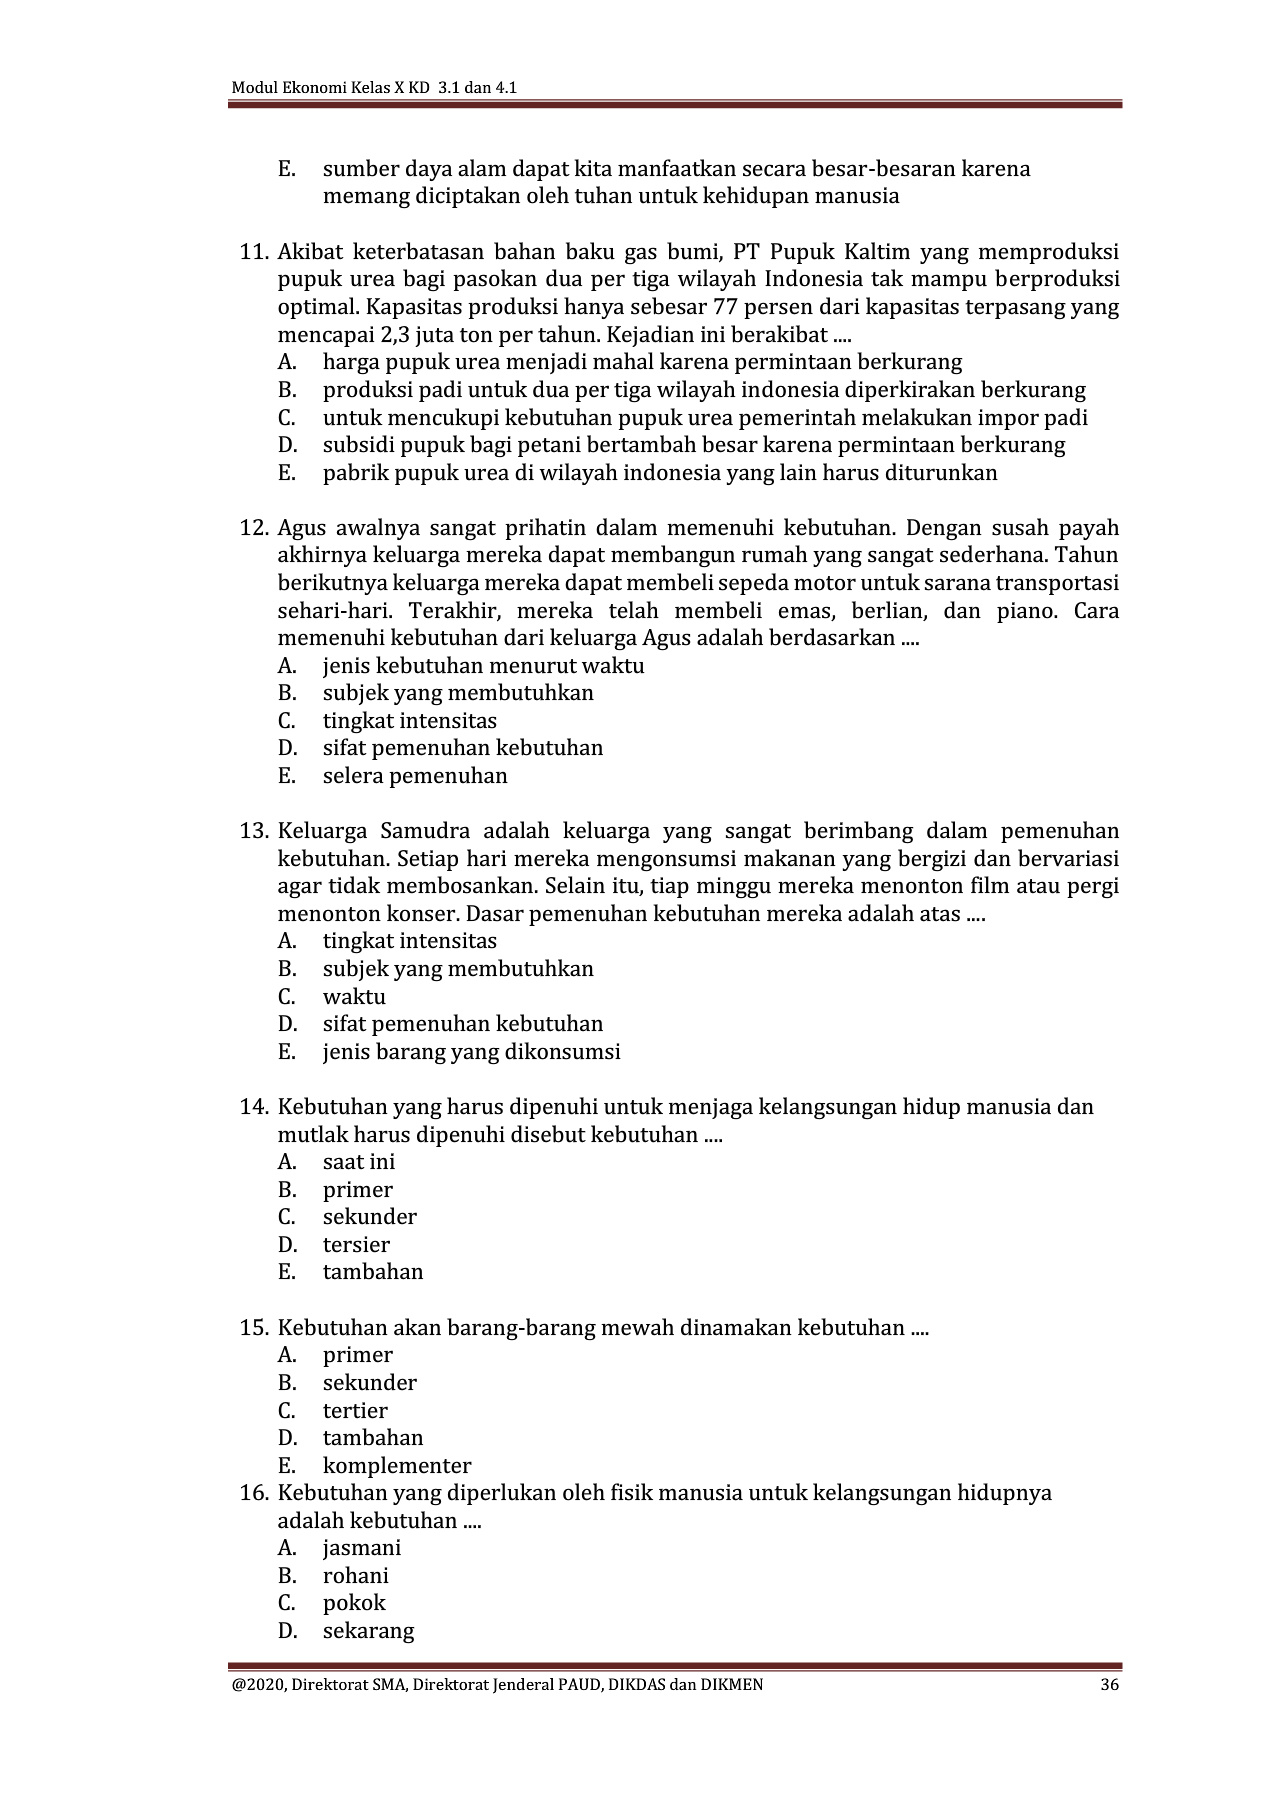 Modul Ekonomi Kelas X KD 3.1 dan 4.1
E. sumber daya alam dapat kita manfaatkan secara besar-besaran karena
memang diciptakan oleh tuhan untuk kehidupan manusia
11. Akibat keterbatasan bahan baku gas bumi, PT Pupuk Kaltim yang memproduksi
pupuk urea bagi pasokan dua per tiga wilayah Indonesia tak mampu berproduksi
optimal. Kapasitas produksi hanya sebesar 77 persen dari kapasitas terpasang yang
mencapai 2,3 juta ton per tahun. Kejadian ini berakibat ....
A. harga pupuk urea menjadi mahal karena permintaan berkurang
B. produksi padi untuk dua per tiga wilayah indonesia diperkirakan berkurang
C. untuk mencukupi kebutuhan pupuk urea pemerintah melakukan impor padi
D. subsidi pupuk bagi petani bertambah besar karena permintaan berkurang
E. pabrik pupuk urea di wilayah indonesia yang lain harus diturunkan
12. Agus awalnya sangat prihatin dalam memenuhi kebutuhan. Dengan susah payah
akhirnya keluarga mereka dapat membangun rumah yang sangat sederhana. Tahun
berikutnya keluarga mereka dapat membeli sepeda motor untuk sarana transportasi
sehari-hari. Terakhir, mereka telah membeli emas, berlian, dan piano. Cara
memenuhi kebutuhan dari keluarga Agus adalah berdasarkan ....
A. jenis kebutuhan menurut waktu
B. subjek yang membutuhkan
C. tingkat intensitas
D. sifat pemenuhan kebutuhan
E. selera pemenuhan
13. Keluarga Samudra adalah keluarga yang sangat berimbang dalam pemenuhan
kebutuhan. Setiap hari mereka mengonsumsi makanan yang bergizi dan bervariasi
agar tidak membosankan. Selain itu, tiap minggu mereka menonton film atau pergi
menonton konser. Dasar pemenuhan kebutuhan mereka adalah atas ....
A. tingkat intensitas
B. subjek yang membutuhkan
C. waktu
D. sifat pemenuhan kebutuhan
E. jenis barang yang dikonsumsi
14. Kebutuhan yang harus dipenuhi untuk menjaga kelangsungan hidup manusia dan
mutlak harus dipenuhi disebut kebutuhan ....
A. saat ini
B. primer
C. sekunder
D. tersier
E. tambahan
15. Kebutuhan akan barang-barang mewah dinamakan kebutuhan ....
A. primer
B. sekunder
C. tertier
D. tambahan
E. komplementer
16. Kebutuhan yang diperlukan oleh fisik manusia untuk kelangsungan hidupnya
adalah kebutuhan ....
A. jasmani
B. rohani
C. pokok
D. sekarang
@2020, Direktorat SMA, Direktorat Jenderal PAUD, DIKDAS dan DIKMEN 36